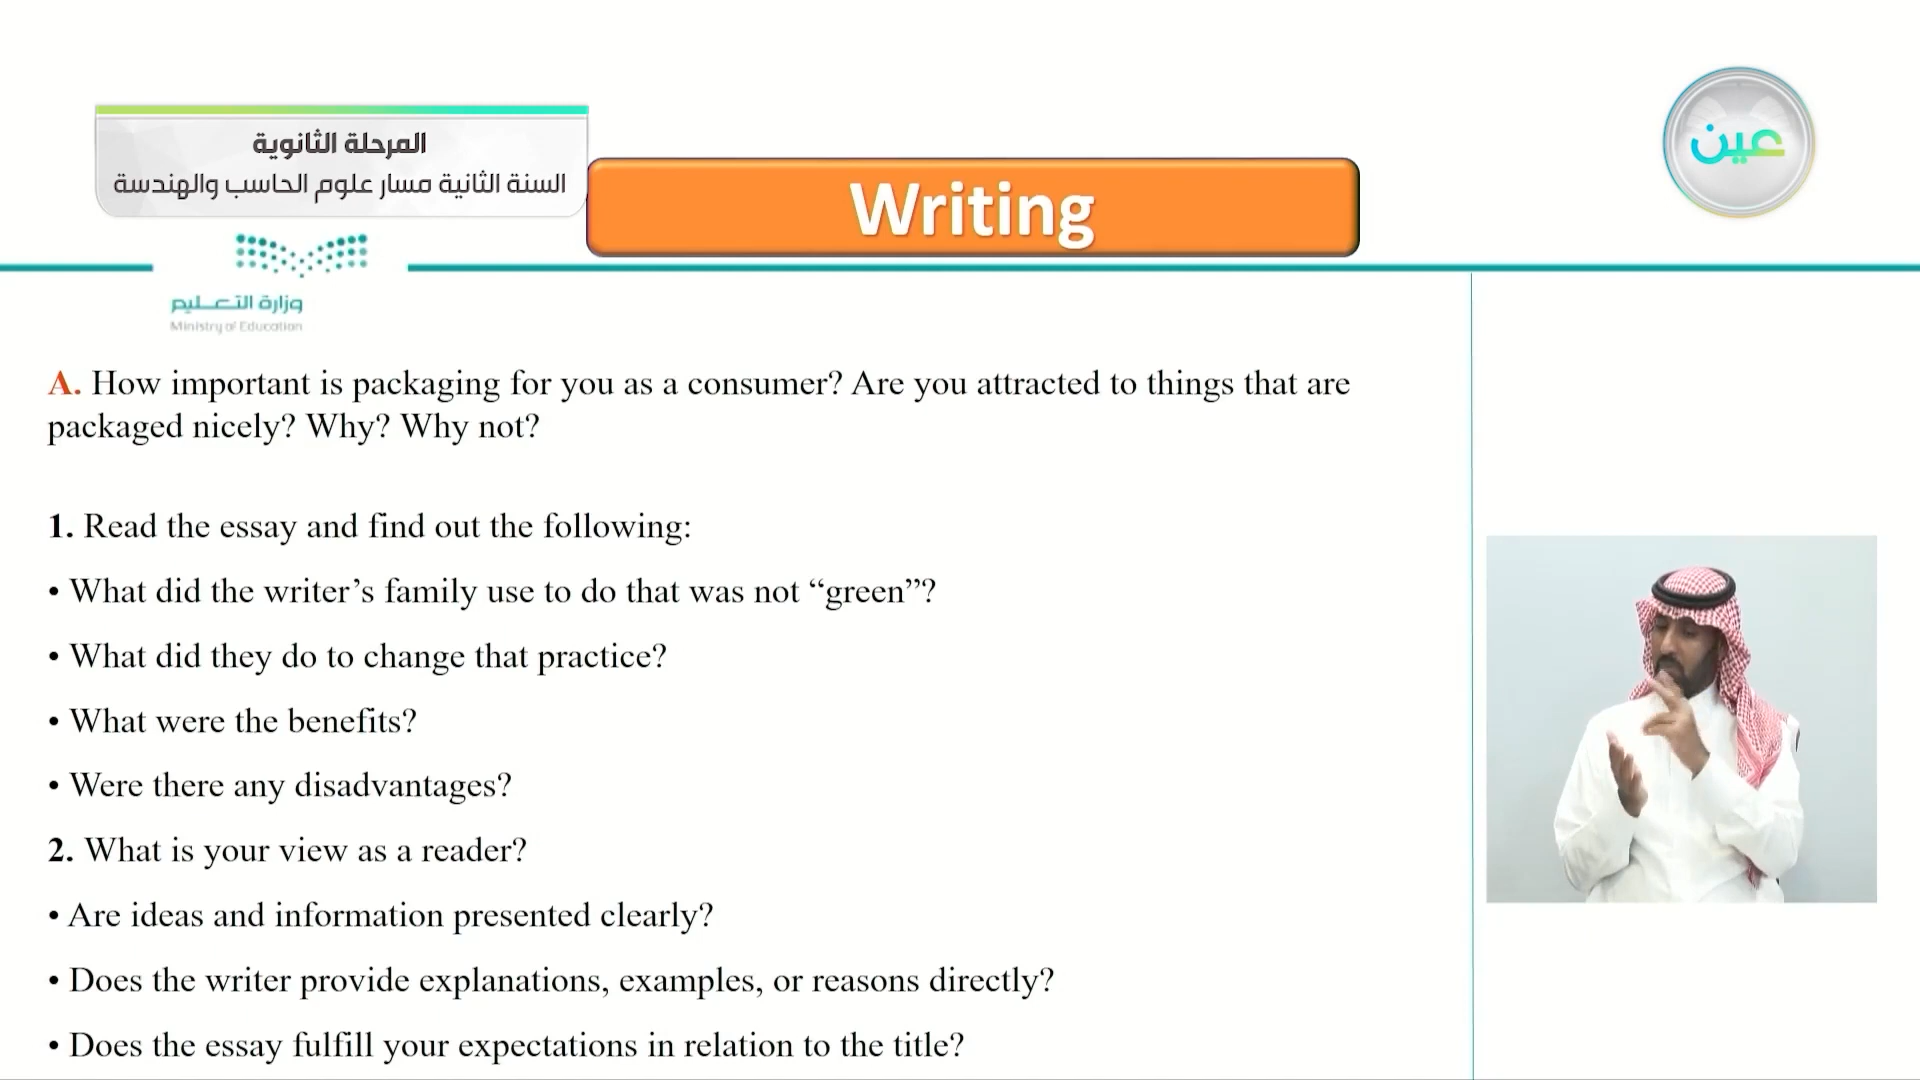 المرحلة الثانوية
السنة الثانية مسار علوم الحاسب والهندسة
عين
Writing
وزارة التعليم
Ministry of Education
A. How important is packaging for you as a consumer? Are you attracted to things that are
packaged nicely? Why? Why not?
1. Read the essay and find out the following:
• What did the writer’s family use to do that was not “green”?
• What did they do to change that practice?
• What were the benefits?
• Were there any disadvantages?
2. What is your view as a reader?
• Are ideas and information presented clearly?
• Does the writer provide explanations, examples, or reasons directly?
• Does the essay fulfill your expectations in relation to the title?